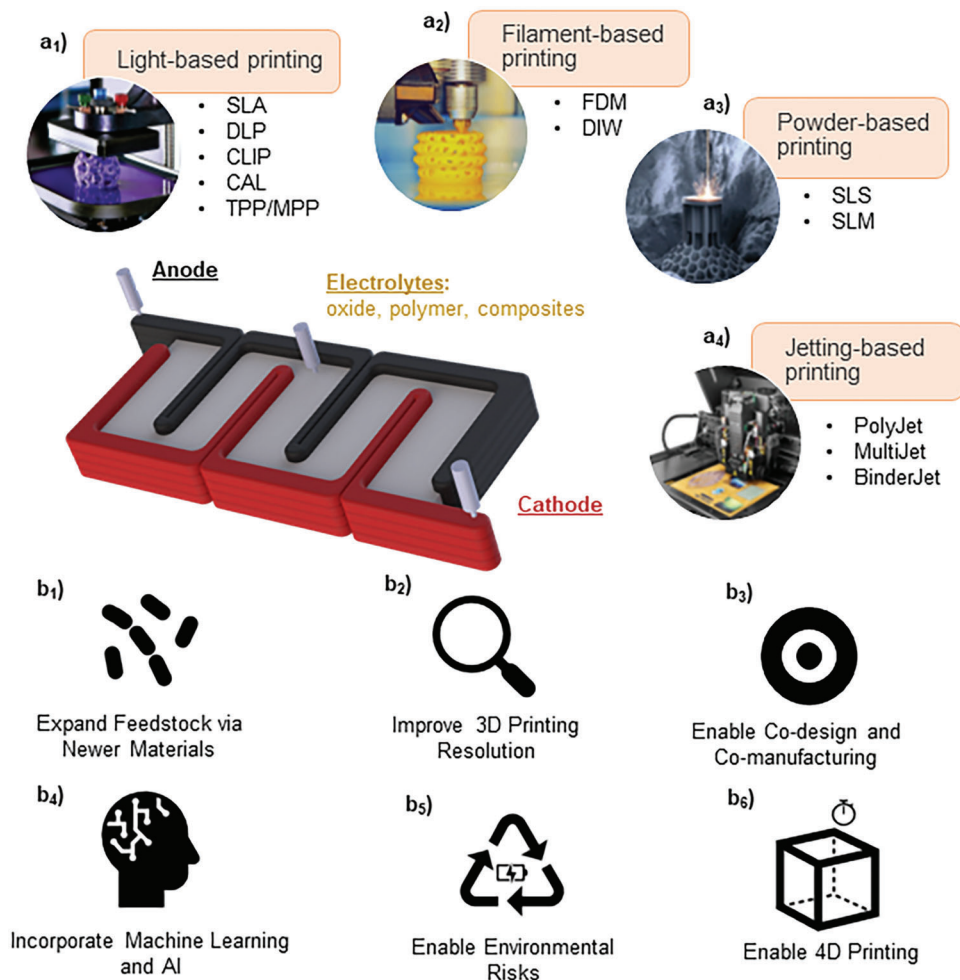 a1)
Light-based printing
• SLA
• DLP
• CLIP
• CAL
• TPP/MPP
a2)
Filament-based
printing
• FDM
• DIW
a3)
Powder-based
printing
• SLS
• SLM
Anode
Electrolytes:
oxide, polymer, composites
Cathode
a4)
Jetting-based
printing
• PolyJet
• MultiJet
• BinderJet
b1)
Expand Feedstock via
Newer Materials
b2)
Improve 3D Printing
Resolution
b3)
Enable Co-design and
Co-manufacturing
b4)
Incorporate Machine Learning
and AI
b5)
Enable Environmental
Risks
b6)
Enable 4D Printing